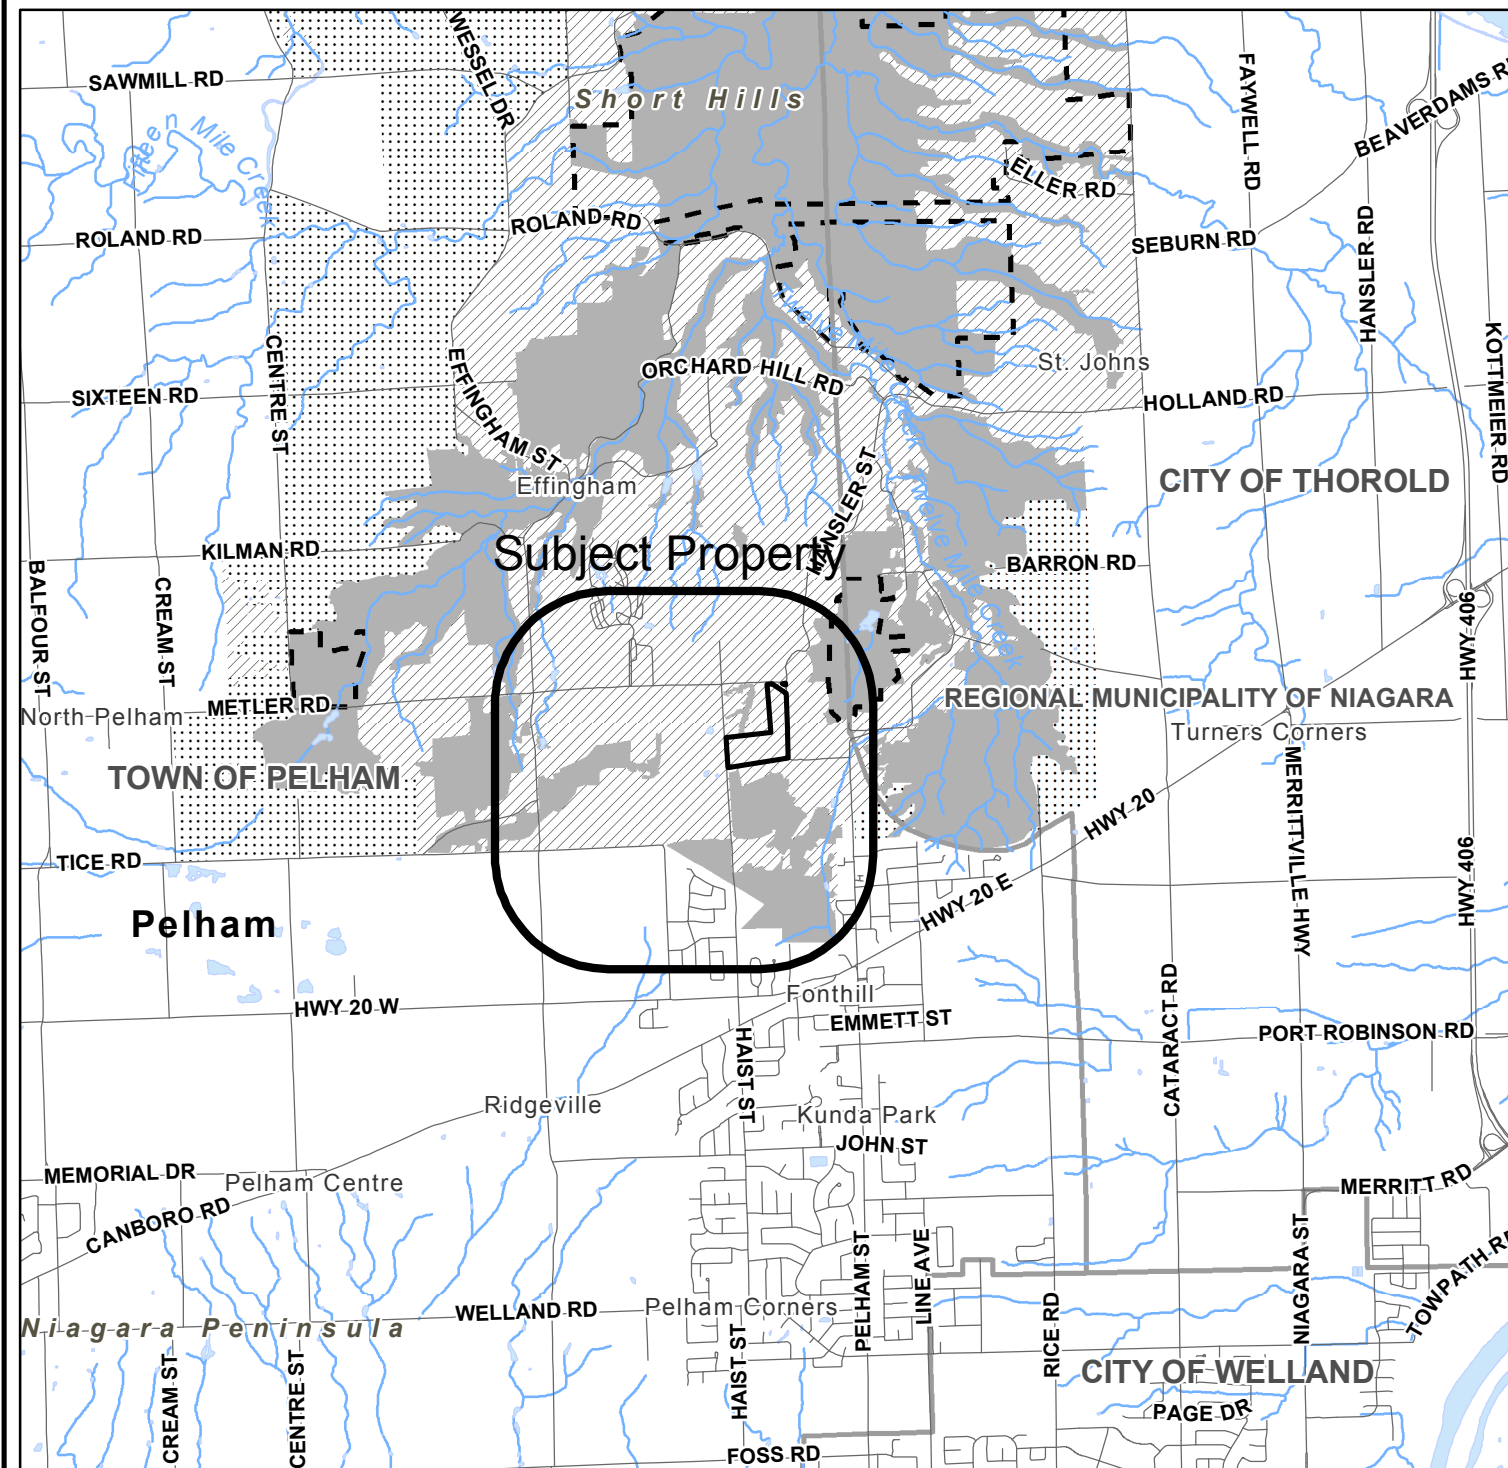 WESSEL DR
SAWMILL RD
Short Hills
FAYWELL RD
BEAVERDAMS R
een Mile Creek
ELLER RD
ROLAND RD
ROLAND RD
SEBURN RD
HANSLER RD
Twelve Mile Creek
KOTTMEIER RD
CENTRE ST
EFFINGHAM ST
ORCHARD HILL RD
St. Johns
SIXTEEN RD
HOLLAND RD
Effingham
HANSLER ST
Twelve Mile Creek
CITY OF THOROLD
KILMAN RD
Subject Property
BARRON RD
BALFOUR ST
CREAM ST
HWY 406
METLER RD
North Pelham
REGIONAL MUNICIPALITY OF NIAGARA
Turners Corners
TOWN OF PELHAM
MERRITTVILLE HWY
HWY 20
TICE RD
HWY 20 E
HWY 406
Pelham
HWY 20 W
Fonthill
EMMETT ST
CATARACT RD
PORT ROBINSON RD
HAIST ST
Ridgeville
Kunda Park
JOHN ST
MEMORIAL DR
Pelham Centre
MERRITT RD
CANBORO RD
PELHAM ST
LINE AVE
NIAGARA ST
TOWPATH RD
WELLAND RD
Pelham Corners
RICE RD
Niagara Peninsula
HAIST ST
CREAM ST
CENTRE ST
CITY OF WELLAND
PAGE DR
FOSS RD